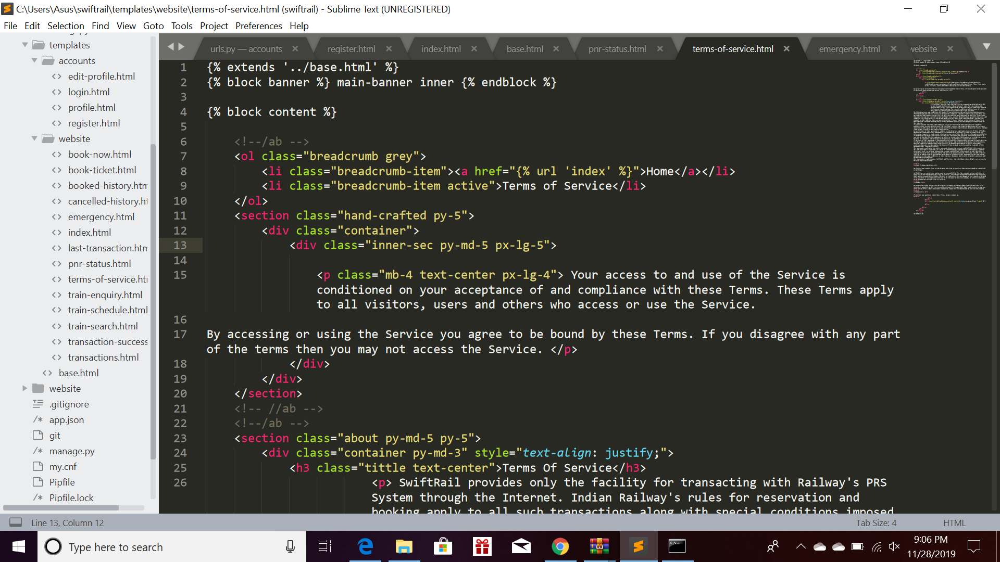 C:\Users\Asus\swiftrail\templates\website\terms-of-service.html (swiftrail) - Sublime Text (UNREGISTERED)
File Edit Selection Find View Goto Tools Project Preferences Help
templates
accounts
edit-profile.html
login.html
profile.html
register.html
website
book-now.html
book-ticket.html
booked-history.htm
cancelled-history.ht
emergency.html
index.html
last-transaction.htm
pnr-status.html
terms-of-service.htm
train-enquiry.html
train-schedule.html
train-search.html
transaction-success
transactions.html
base.html
website
.gitignore
app.json
git
manage.py
my.cnf
Pipfile
Pipfile.lock
urls.py — accounts register.html index.html base.html pnr-status.html terms-of-service.html emergency.html website
1 {% extends '../base.html' %}
2 {% block banner %} main-banner inner {% endblock %}
3
4 {% block content %}
5
6 <!--/ab -->
7 <ol class="breadcrumb grey">
8 <li class="breadcrumb-item"><a href="{% url 'index' %}">Home</a></li>
9 <li class="breadcrumb-item active">Terms of Service</li>
10 </ol>
11 <section class="hand-crafted py-5">
12 <div class="container">
13 <div class="inner-sec py-md-5 px-lg-5">
14
15 <p class="mb-4 text-center px-lg-4"> Your access to and use of the Service is
conditioned on your acceptance of and compliance with these Terms. These Terms apply
to all visitors, users and others who access or use the Service.
16
17 By accessing or using the Service you agree to be bound by these Terms. If you disagree with any part
of the terms then you may not access the Service. </p>
18 </div>
19 </div>
20 </section>
21 <!-- //ab -->
22 <!--/ab -->
23 <section class="about py-md-5 py-5">
24 <div class="container py-md-3" style="text-align: justify;">
25 <h3 class="tittle text-center">Terms Of Service</h3>
26 <p> SwiftRail provides only the facility for transacting with Railway's PRS
System through the Internet. Indian Railway's rules for reservation and
booking apply to all such transactions along with special conditions imposed
Line 13, Column 12 Tab Size: 4 HTML
Type here to search
9:06 PM
11/28/2019